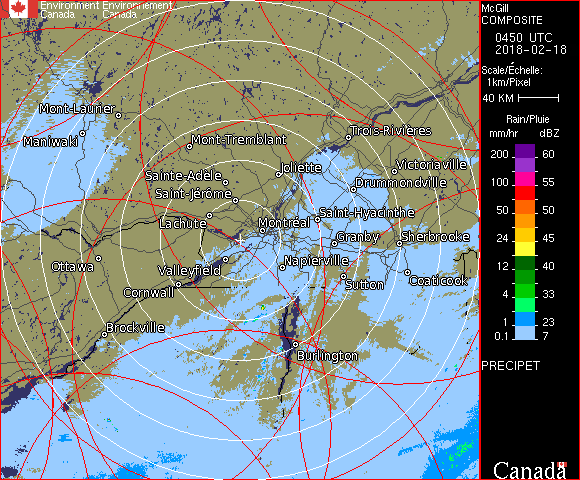 Environment Environnement
Canada Canada
McGill
COMPOSITE
0450 UTC
2018-02-18
Scale/Échelle:
1km/Pixel
40 KM
Rain/Pluie
mm/hr dBZ
200 60
100 55
50 50
24 45
12 40
4 33
1 23
0.1 7
PRECIPET
Canada
Mont-Laurier
Maniwaki
Mont-Tremblant
Trois-Rivières
Joliette
Victoriaville
Sainte-Adèle
Drummondville
Saint-Jérôme
Saint-Hyacinthe
Lachute
Montréal
Granby
Sherbrooke
Ottawa
Valleyfield
Napierville
Sutton
Coaticook
Cornwall
Brockville
Burlington